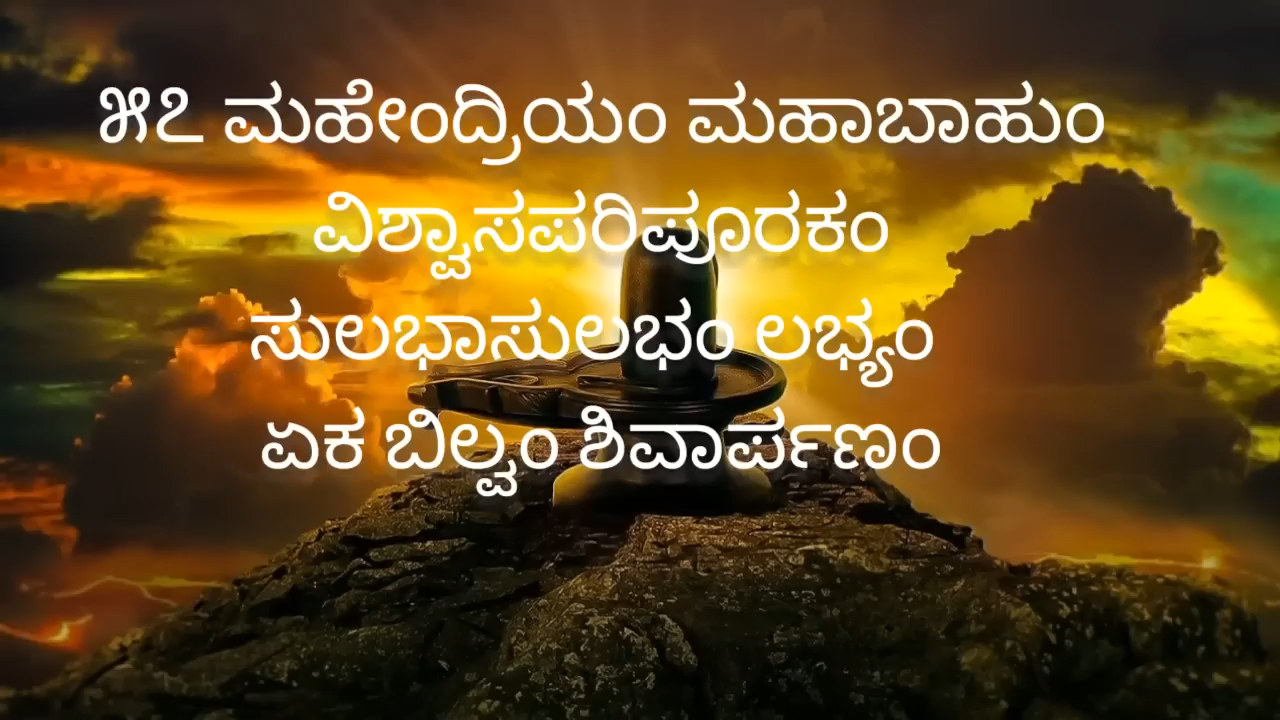 ೫೭ ಮಹೇಂದ್ರಿಯಂ ಮಹಾಬಾಹುಂ
ವಿಶ್ವಾಸಪರಿಪೂರಕಂ
ಸುಲಭಾಸುಲಭಂ ಲಭ್ಯಂ
ಏಕ ಬಿಲ್ವಂ ಶಿವಾರ್ಪಣಂ